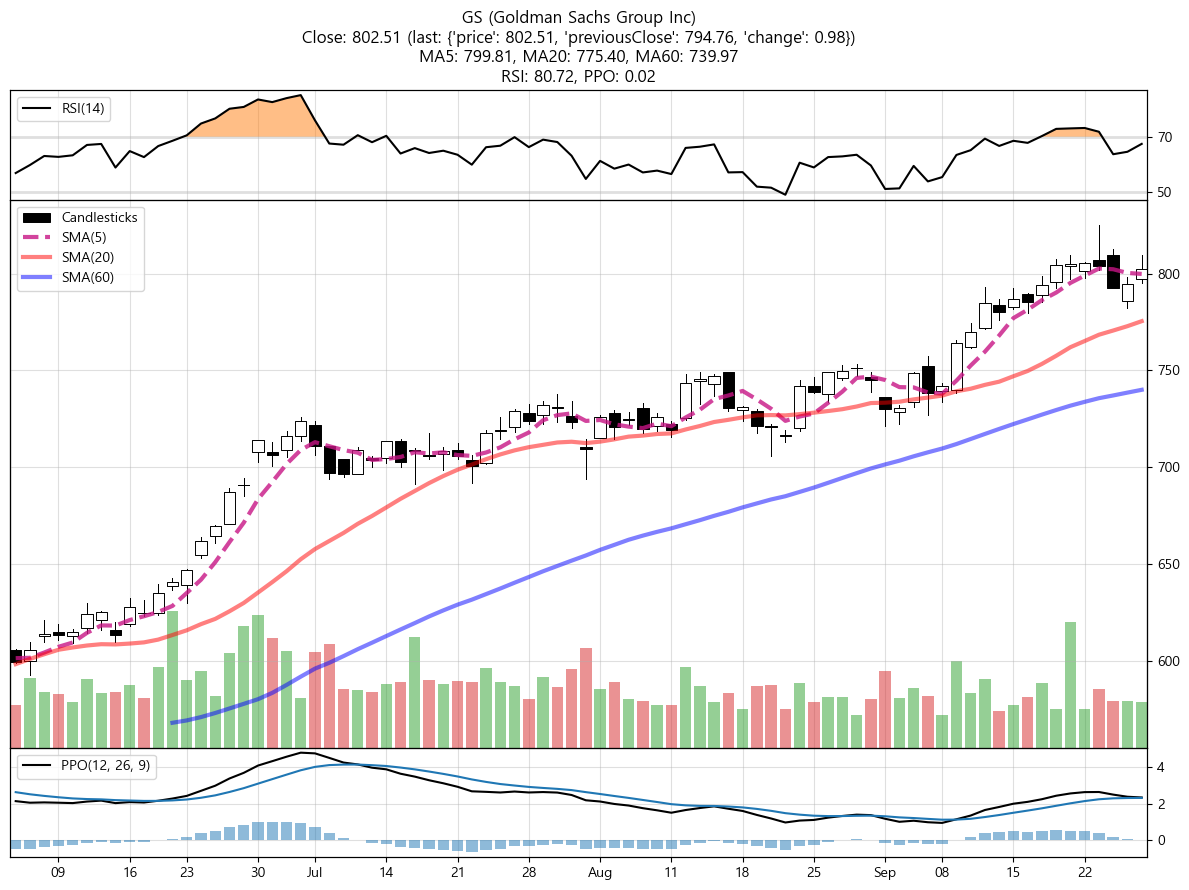 GS (Goldman Sachs Group Inc)
Close: 802.51 (last: {'price': 802.51, 'previousClose': 794.76, 'change': 0.98})
MA5: 799.81, MA20: 775.40, MA60: 739.97
RSI: 80.72, PPO: 0.02
RSI(14)
70
50
Candlesticks
SMA(5)
SMA(20)
SMA(60)
800
750
700
650
600
PPO(12, 26, 9)
4
2
0
09 16 23 30 Jul 14 21 28 Aug 11 18 25 Sep 08 15 22